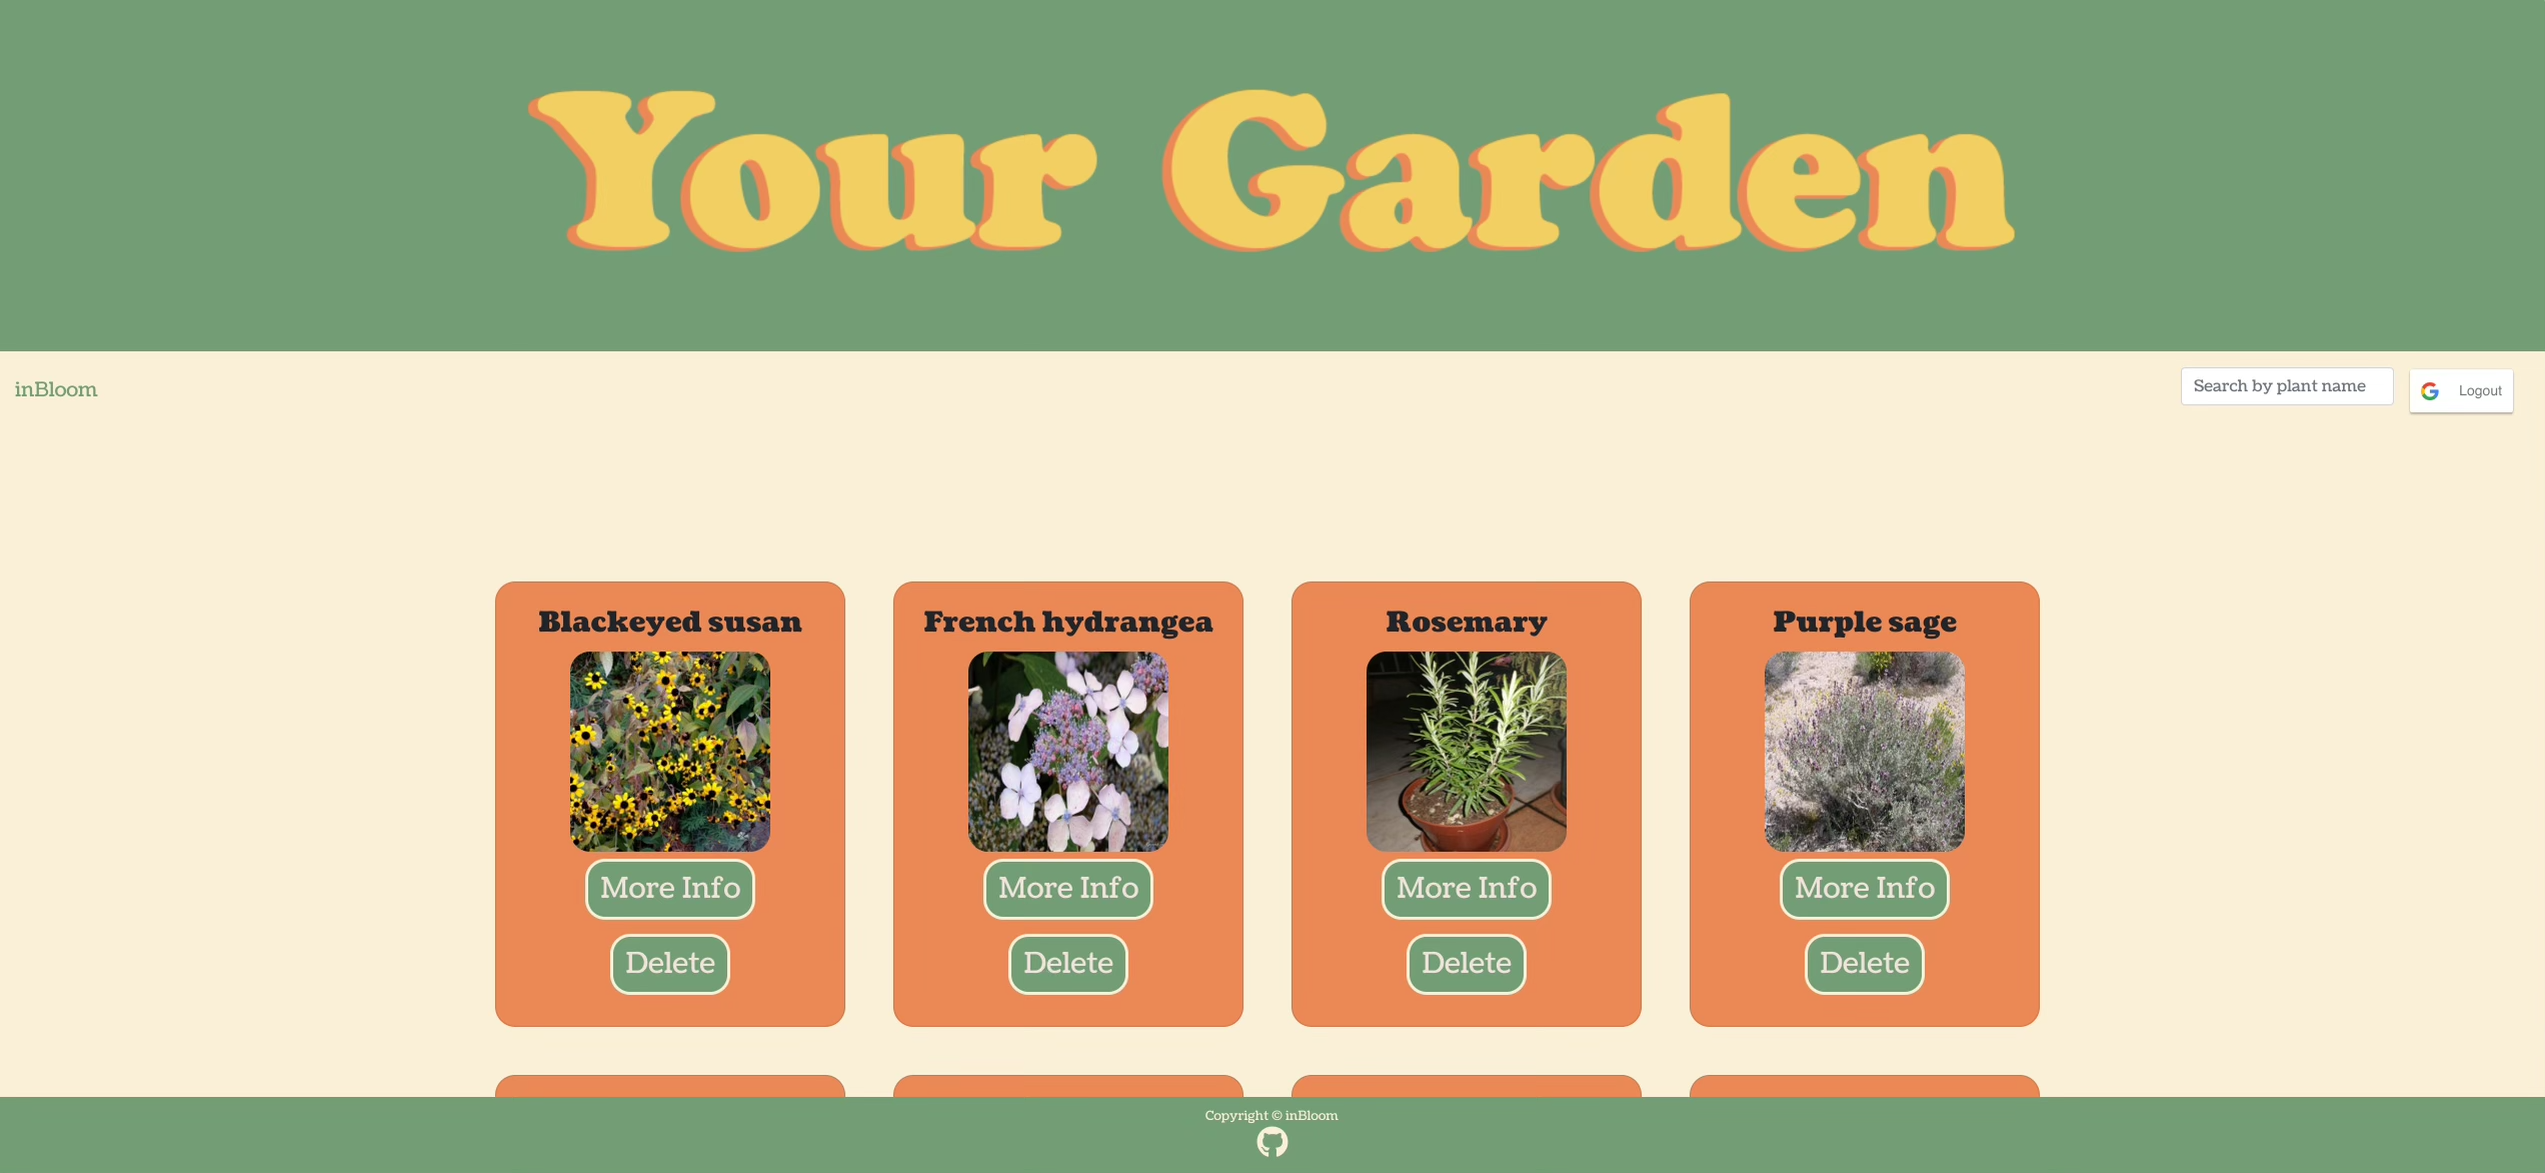 Your Garden
inBloom
Search by plant name
Logout
Blackeyed susan
French hydrangea
Rosemary
Purple sage
More Info
More Info
More Info
More Info
Delete
Delete
Delete
Delete
Copyright © inBloom